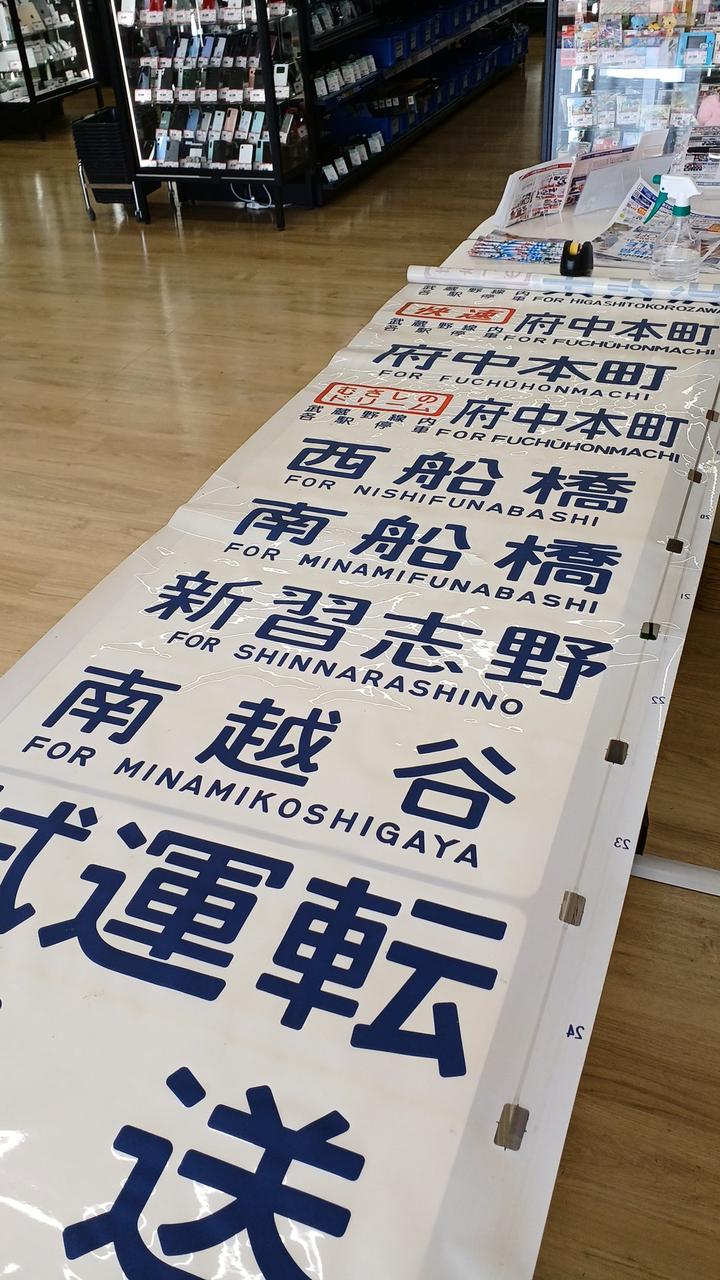 武蔵野線内
各駅停車
FOR HIGASHITOKOROZAWA
快速
武蔵野線内
各駅停車
府中本町
FOR FUCHŪHONMACHI
府中本町
FOR FUCHŪHONMACHI
むさしの
ドリーム
武蔵野線内
各駅停車
府中本町
FOR FUCHŪHONMACHI
西船橋
FOR NISHIFUNABASHI
20
南船橋
FOR MINAMIFUNABASHI
21
新習志野
FOR SHINNARASHINO
22
南越谷
FOR MINAMIKOSHIGAYA
23
試運転
24
送